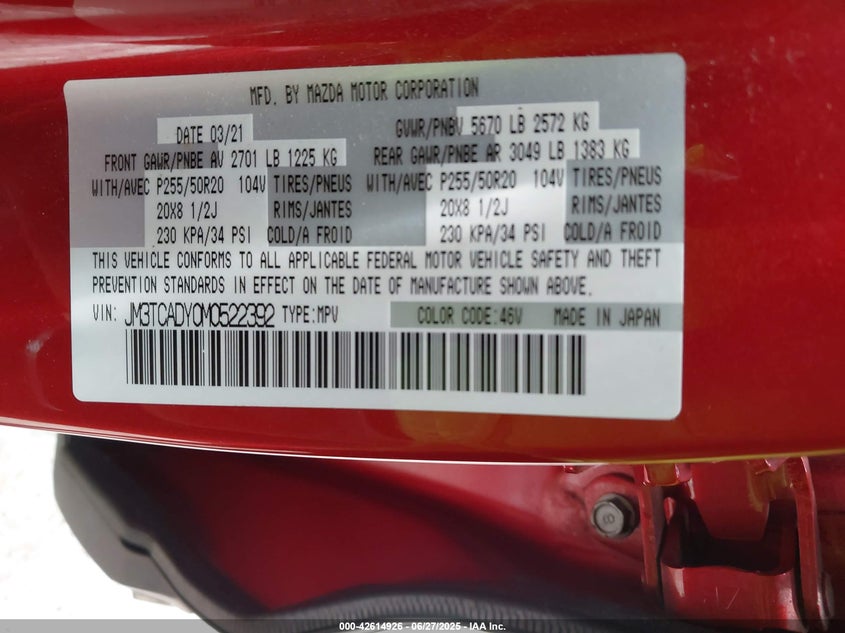 MFD. BY MAZDA MOTOR CORPORATION
DATE 03/21 GVWR/PNBV 5670 LB 2572 KG
FRONT GAWR/PNBE AV 2701 LB 1225 KG REAR GAWR/PNBE AR 3049 LB 1383 KG
WITH/AVEC P255/50R20 104V TIRES/PNEUS WITH/AVEC P255/50R20 104V TIRES/PNEUS
20X8 1/2J RIMS/JANTES 20X8 1/2J RIMS/JANTES
230 KPA/34 PSI COLD/A FROID 230 KPA/34 PSI COLD/A FROID
THIS VEHICLE CONFORMS TO ALL APPLICABLE FEDERAL MOTOR VEHICLE SAFETY AND THEFT
PREVENTION STANDARDS IN EFFECT ON THE DATE OF MANUFACTURE SHOWN ABOVE.
VIN: JM3TCADY0M0522392 TYPE:MPV COLOR CODE:46V MADE IN JAPAN
8
000-42614926 - 06/27/2025 - IAA Inc.